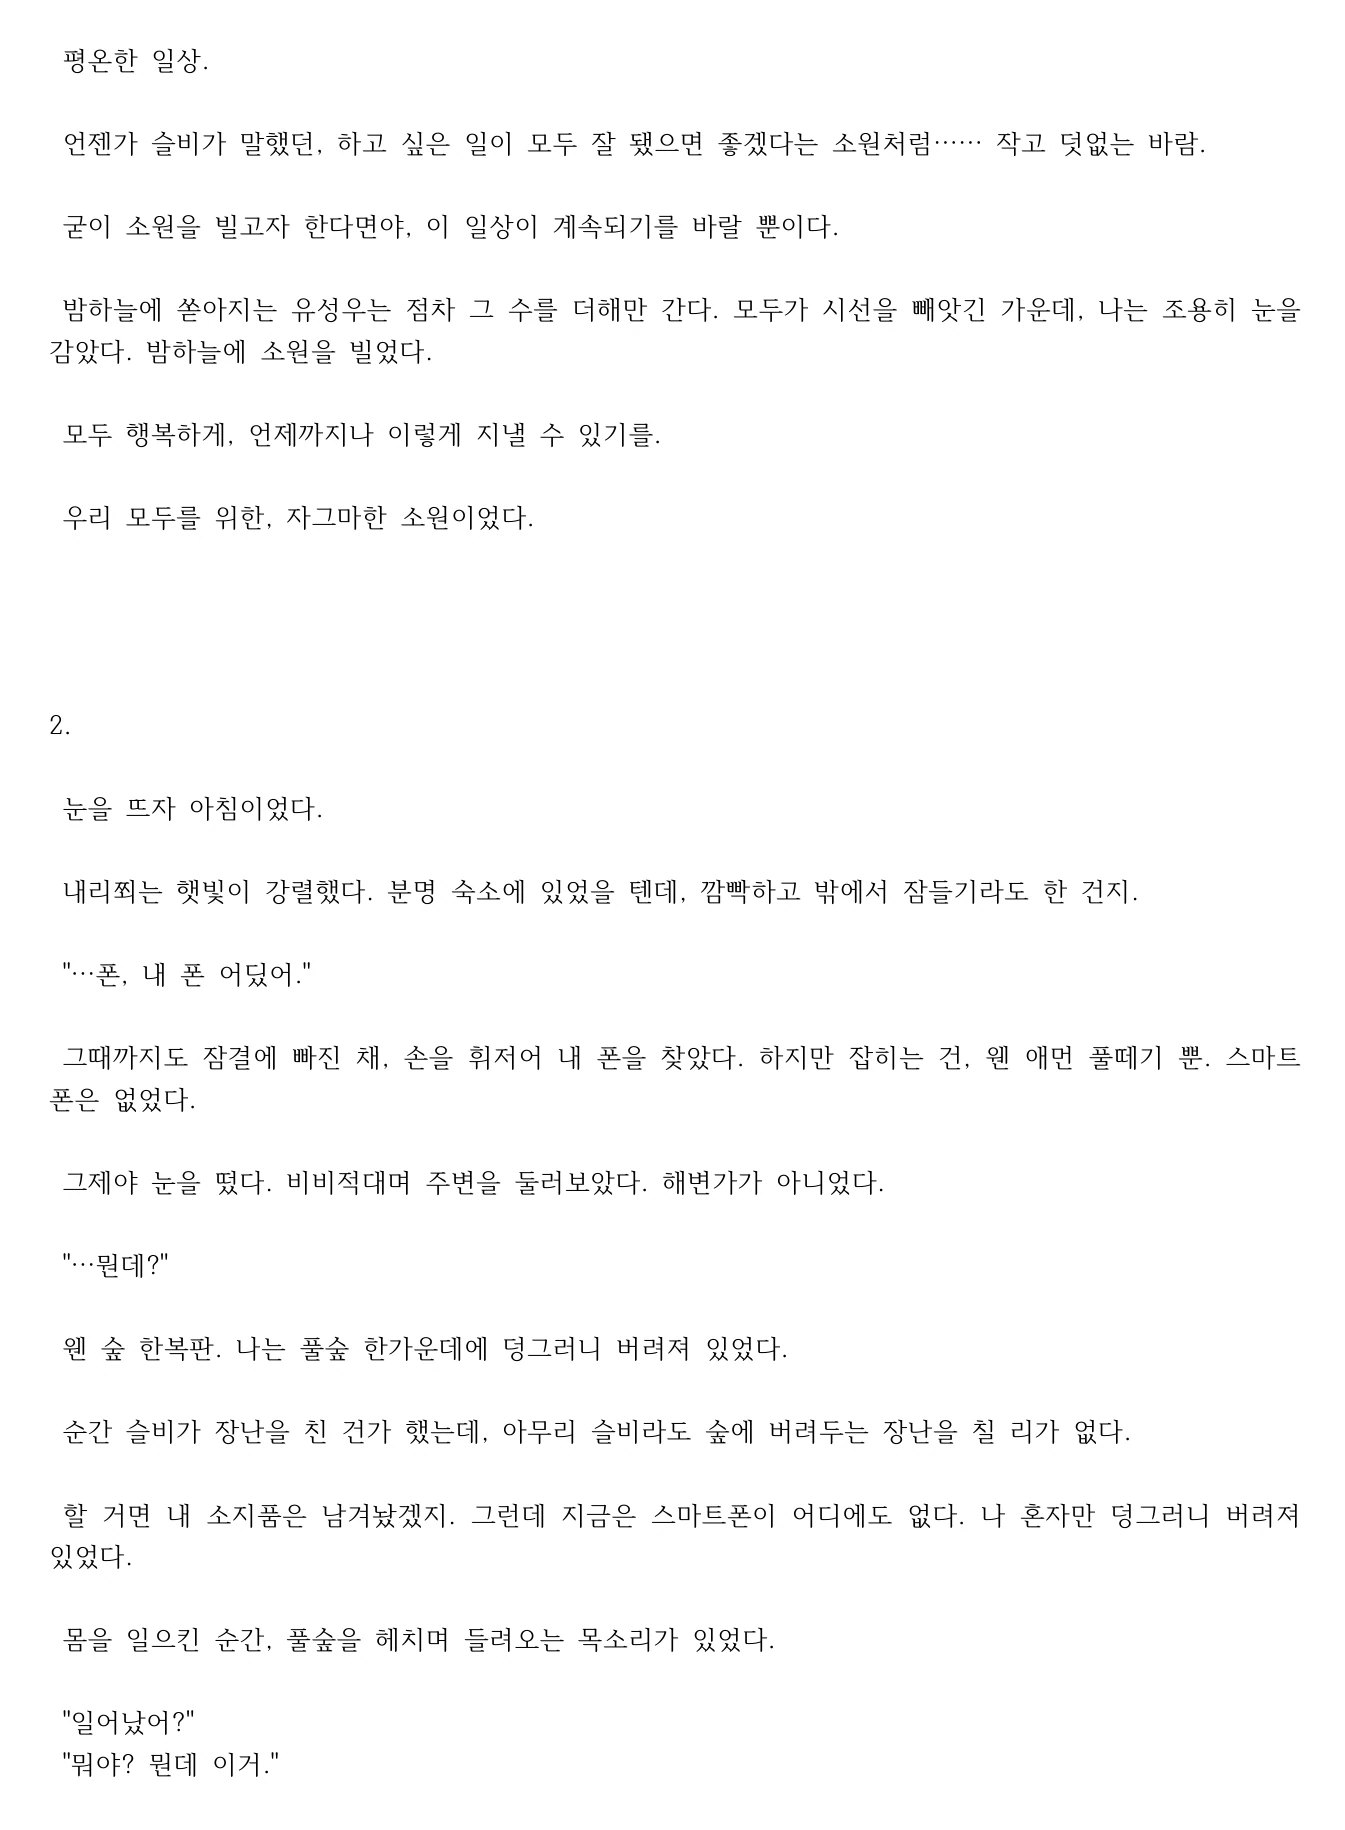 평온한 일상.
언젠가 슬비가 말했던, 하고 싶은 일이 모두 잘 됐으면 좋겠다는 소원처럼…… 작고 덧없는 바람.
굳이 소원을 빌고자 한다면야, 이 일상이 계속되기를 바랄 뿐이다.
밤하늘에 쏟아지는 유성우는 점차 그 수를 더해만 간다. 모두가 시선을 빼앗긴 가운데, 나는 조용히 눈을
감았다. 밤하늘에 소원을 빌었다.
모두 행복하게, 언제까지나 이렇게 지낼 수 있기를.
우리 모두를 위한, 자그마한 소원이었다.
2.
눈을 뜨자 아침이었다.
내리쬐는 햇빛이 강렬했다. 분명 숙소에 있었을 텐데, 깜빡하고 밖에서 잠들기라도 한 건지.
"…폰, 내 폰 어딨어."
그때까지도 잠결에 빠진 채, 손을 휘저어 내 폰을 찾았다. 하지만 잡히는 건, 웬 애먼 풀떼기 뿐. 스마트
폰은 없었다.
그제야 눈을 떴다. 비비적대며 주변을 둘러보았다. 해변가가 아니었다.
"…뭔데?"
웬 숲 한복판. 나는 풀숲 한가운데에 덩그러니 버려져 있었다.
순간 슬비가 장난을 친 건가 했는데, 아무리 슬비라도 숲에 버려두는 장난을 칠 리가 없다.
할 거면 내 소지품은 남겨놨겠지. 그런데 지금은 스마트폰이 어디에도 없다. 나 혼자만 덩그러니 버려져
있었다.
몸을 일으킨 순간, 풀숲을 헤치며 들려오는 목소리가 있었다.
"일어났어?"
"뭐야? 뭔데 이거."